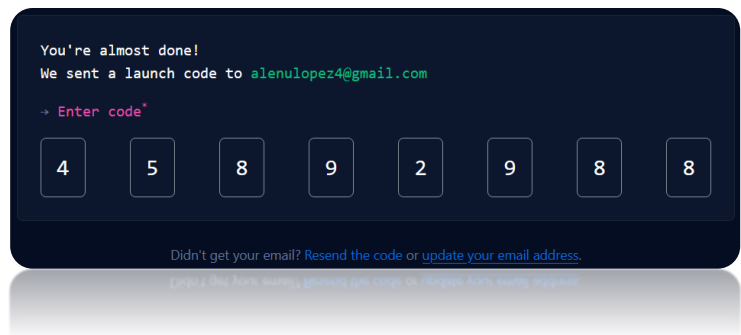 You're almost done!
We sent a launch code to alenulopez4@gmail.com
→ Enter code*
4 5 8 9 2 9 8 8
Didn't get your email? Resend the code or update your email address.